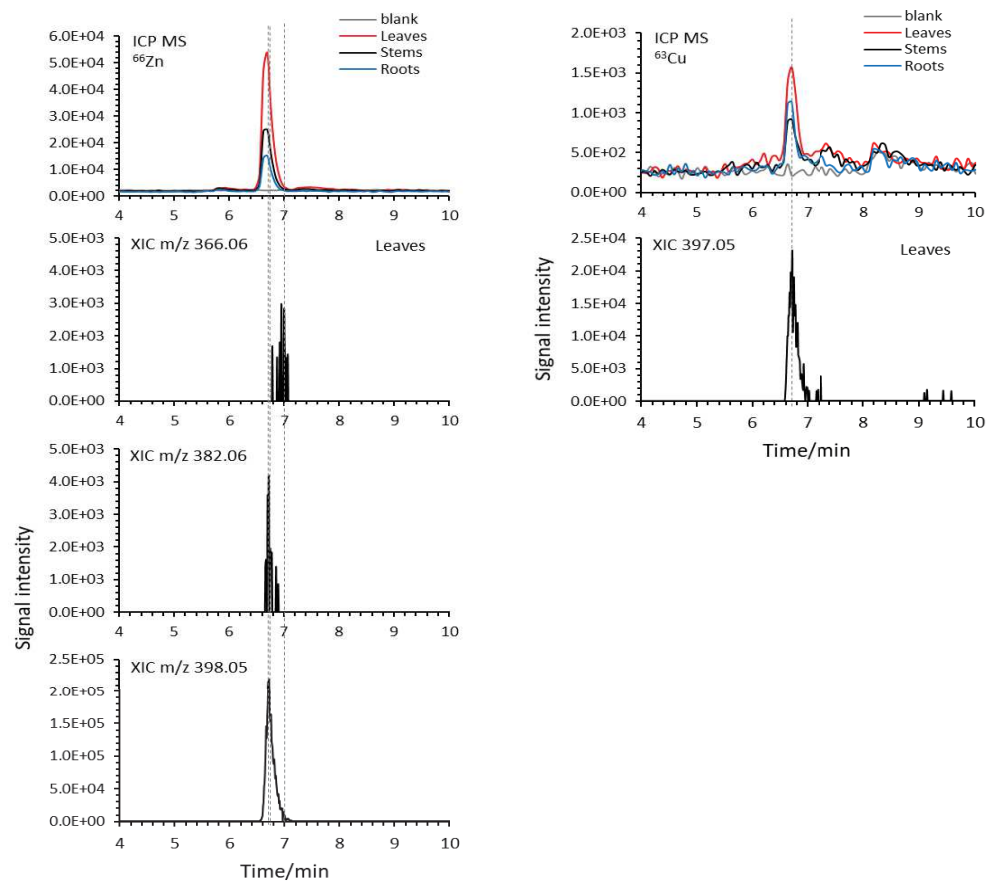 ICP MS
⁶⁶Zn
blank
Leaves
Stems
Roots
6.0E+04
5.0E+04
4.0E+04
3.0E+04
2.0E+04
1.0E+04
0.0E+00
4 5 6 7 8 9 10
XIC m/z 366.06 Leaves
5.0E+03
4.0E+03
3.0E+03
2.0E+03
1.0E+03
0.0E+00
4 5 6 7 8 9 10
XIC m/z 382.06
5.0E+03
4.0E+03
3.0E+03
2.0E+03
1.0E+03
0.0E+00
4 5 6 7 8 9 10
Signal intensity
XIC m/z 398.05
2.5E+05
2.0E+05
1.5E+05
1.0E+05
5.0E+04
0.0E+00
4 5 6 7 8 9 10
Time/min
ICP MS
⁶³Cu
blank
Leaves
Stems
Roots
2.0E+03
1.5E+03
1.0E+03
5.0E+02
0.0E+00
4 5 6 7 8 9 10
XIC 397.05 Leaves
2.5E+04
2.0E+04
1.5E+04
1.0E+04
5.0E+03
0.0E+00
4 5 6 7 8 9 10
Signal intensity
Time/min